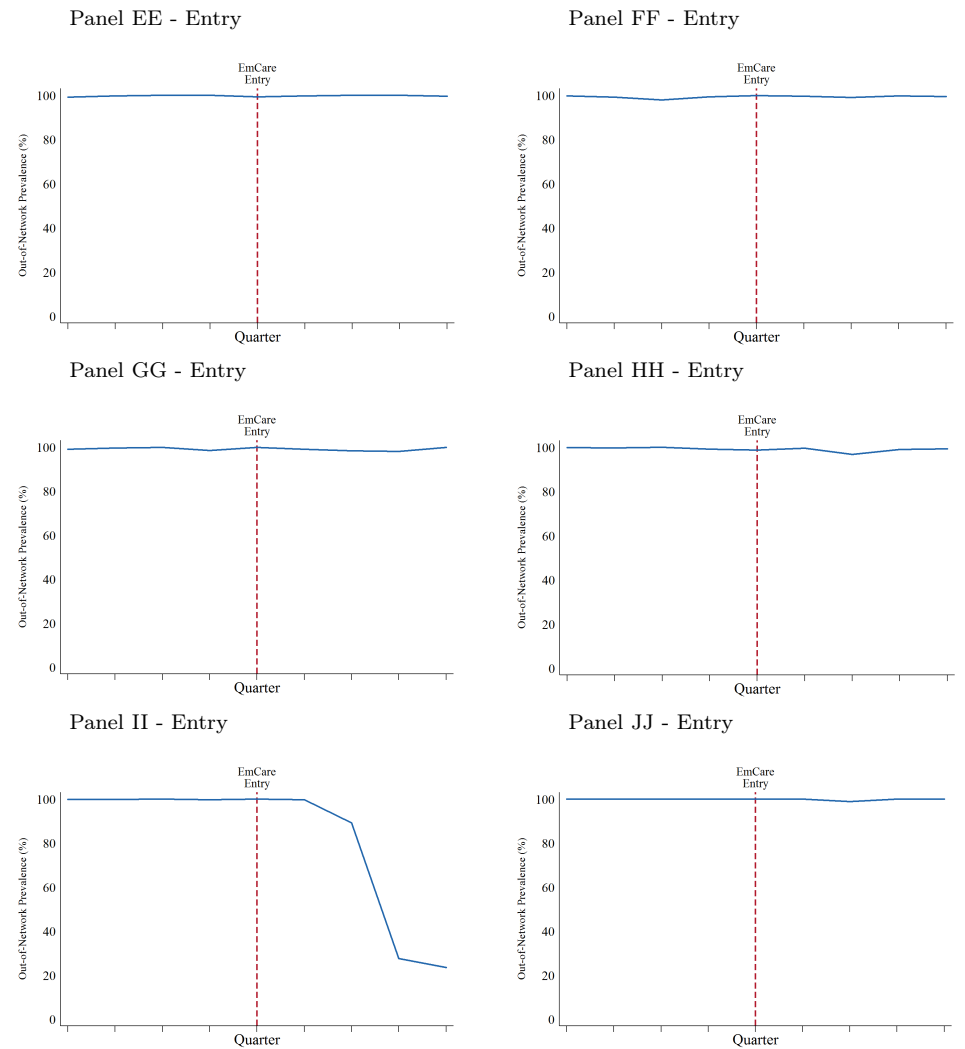 Panel EE - Entry
EmCare
Entry
100
80
60
40
20
0
Out-of-Network Prevalence (%)
Quarter
Panel FF - Entry
EmCare
Entry
100
80
60
40
20
0
Out-of-Network Prevalence (%)
Quarter
Panel GG - Entry
EmCare
Entry
100
80
60
40
20
0
Out-of-Network Prevalence (%)
Quarter
Panel HH - Entry
EmCare
Entry
100
80
60
40
20
0
Out-of-Network Prevalence (%)
Quarter
Panel II - Entry
EmCare
Entry
100
80
60
40
20
0
Out-of-Network Prevalence (%)
Quarter
Panel JJ - Entry
EmCare
Entry
100
80
60
40
20
0
Out-of-Network Prevalence (%)
Quarter